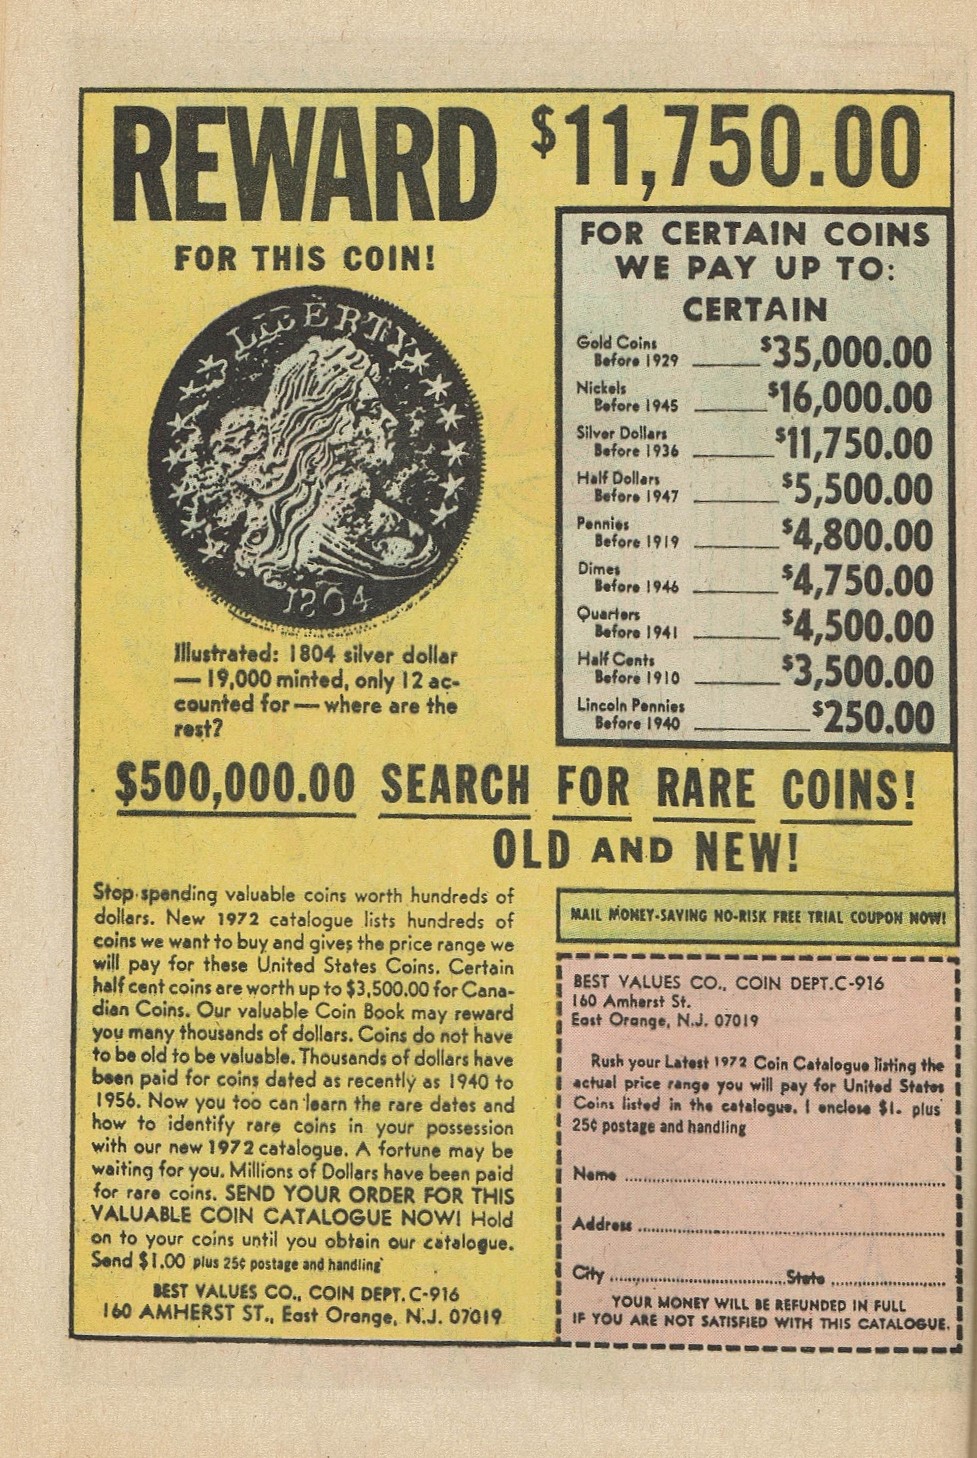 REWARD $11,750.00
FOR THIS COIN!
LIBERTY
1804
Illustrated: 1804 silver dollar
— 19,000 minted, only 12 ac-
counted for — where are the
rest?
FOR CERTAIN COINS
WE PAY UP TO:
CERTAIN
Gold Coins
Before 1929 $35,000.00
Nickels
Before 1945 $16,000.00
Silver Dollars
Before 1936 $11,750.00
Half Dollars
Before 1947 $5,500.00
Pennies
Before 1919 $4,800.00
Dimes
Before 1946 $4,750.00
Quarters
Before 1941 $4,500.00
Half Cents
Before 1910 $3,500.00
Lincoln Pennies
Before 1940 $250.00
$500,000.00 SEARCH FOR RARE COINS!
OLD AND NEW!
Stop spending valuable coins worth hundreds of
dollars. New 1972 catalogue lists hundreds of
coins we want to buy and gives the price range we
will pay for these United States Coins. Certain
half cent coins are worth up to $3,500.00 for Cana-
dian Coins. Our valuable Coin Book may reward
you many thousands of dollars. Coins do not have
to be old to be valuable. Thousands of dollars have
been paid for coins dated as recently as 1940 to
1956. Now you too can learn the rare dates and
how to identify rare coins in your possession
with our new 1972 catalogue. A fortune may be
waiting for you. Millions of Dollars have been paid
for rare coins. SEND YOUR ORDER FOR THIS
VALUABLE COIN CATALOGUE NOW! Hold
on to your coins until you obtain our catalogue.
Send $1.00 plus 25¢ postage and handling
BEST VALUES CO., COIN DEPT. C-916
160 AMHERST ST., East Orange, N.J. 07019
MAIL MONEY-SAVING NO-RISK FREE TRIAL COUPON NOW!
BEST VALUES CO., COIN DEPT.C-916
160 Amherst St.
East Orange, N.J. 07019
Rush your Latest 1972 Coin Catalogue listing the
actual price range you will pay for United States
Coins listed in the catalogue. I enclose $1. plus
25¢ postage and handling
Name
Address
City State
YOUR MONEY WILL BE REFUNDED IN FULL
IF YOU ARE NOT SATISFIED WITH THIS CATALOGUE.